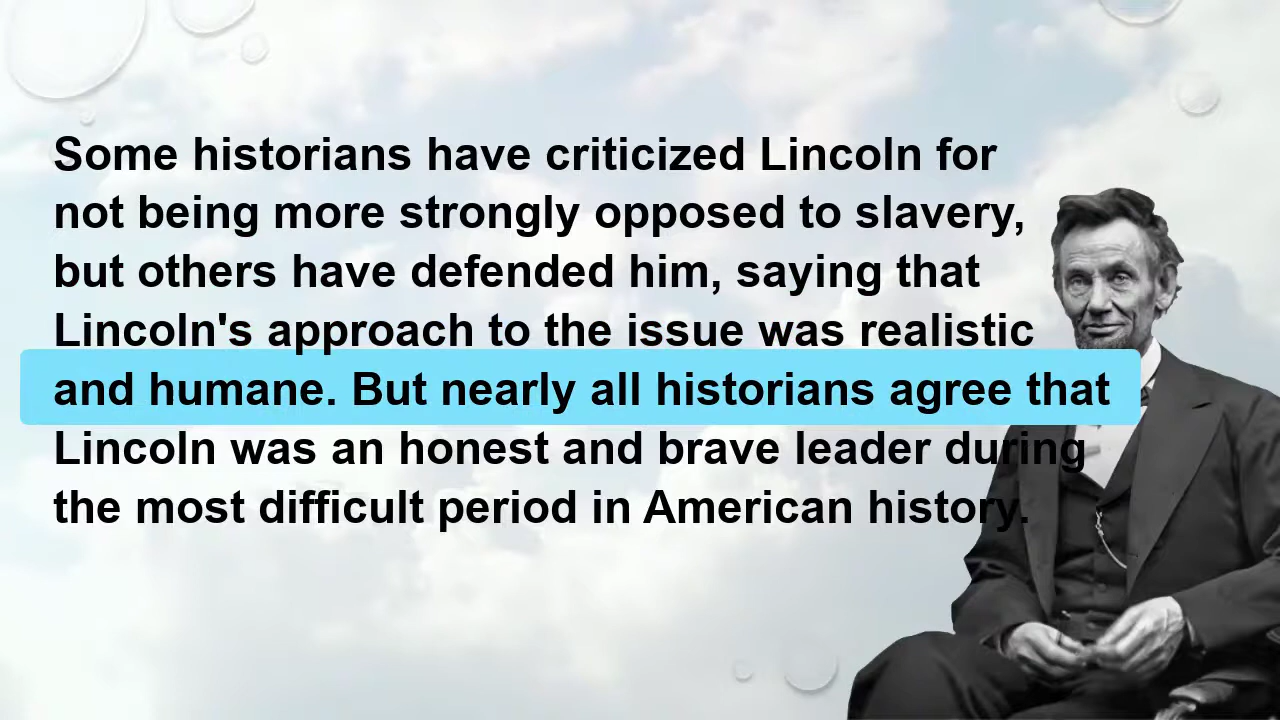 Some historians have criticized Lincoln for
not being more strongly opposed to slavery,
but others have defended him, saying that
Lincoln's approach to the issue was realistic
and humane. But nearly all historians agree that
Lincoln was an honest and brave leader during
the most difficult period in American history.